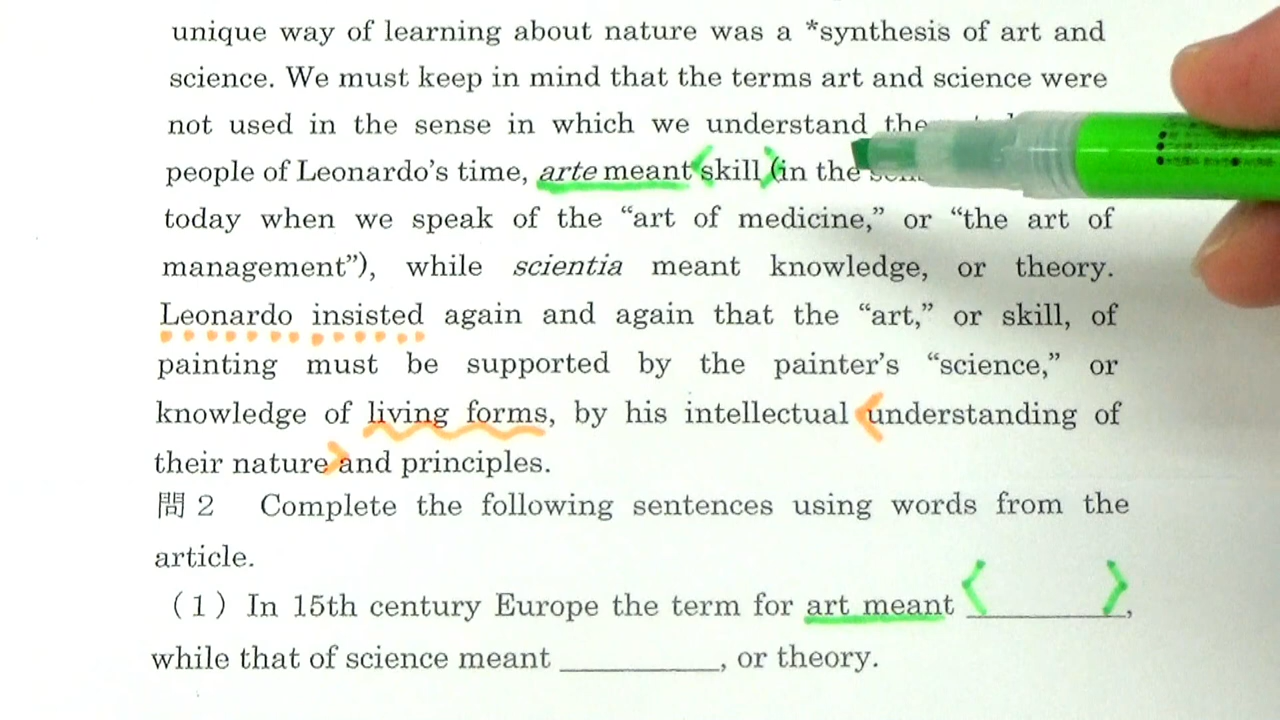 unique way of learning about nature was a *synthesis of art and
science. We must keep in mind that the terms art and science were
not used in the sense in which we understand
people of Leonardo's time, arte meant skill (in the
today when we speak of the “art of medicine,” or “the art of
management”), while scientia meant knowledge, or theory.
Leonardo insisted again and again that the “art,” or skill, of
painting must be supported by the painter's “science,” or
knowledge of living forms, by his intellectual understanding of
their nature and principles.
問2 Complete the following sentences using words from the
article.
（1）In 15th century Europe the term for art meant ________,
while that of science meant ________, or theory.